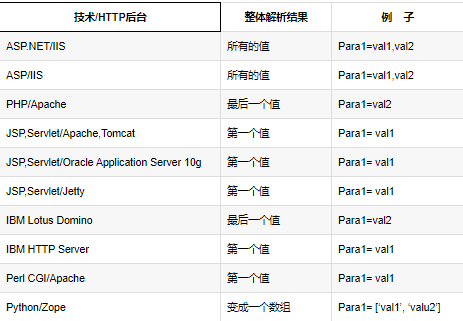 技术/HTTP后台 整体解析结果 例 子
ASP.NET/IIS 所有的值 Para1=val1,val2
ASP/IIS 所有的值 Para1=val1,val2
PHP/Apache 最后一个值 Para1=val2
JSP,Servlet/Apache,Tomcat 第一个值 Para1= val1
JSP,Servlet/Oracle Application Server 10g 第一个值 Para1= val1
JSP,Servlet/Jetty 第一个值 Para1= val1
IBM Lotus Domino 最后一个值 Para1=val2
IBM HTTP Server 第一个值 Para1= val1
Perl CGI/Apache 第一个值 Para1= val1
Python/Zope 变成一个数组 Para1= [‘val1’, ‘valu2’]